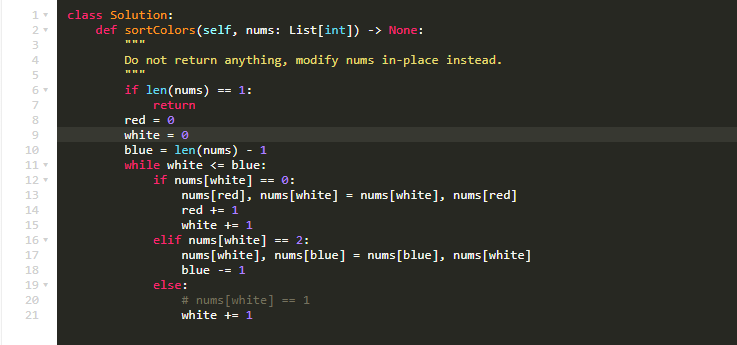 1 class Solution:
2 def sortColors(self, nums: List[int]) -> None:
3 """
4 Do not return anything, modify nums in-place instead.
5 """
6 if len(nums) == 1:
7 return
8 red = 0
9 white = 0
10 blue = len(nums) - 1
11 while white <= blue:
12 if nums[white] == 0:
13 nums[red], nums[white] = nums[white], nums[red]
14 red += 1
15 white += 1
16 elif nums[white] == 2:
17 nums[white], nums[blue] = nums[blue], nums[white]
18 blue -= 1
19 else:
20 # nums[white] == 1
21 white += 1